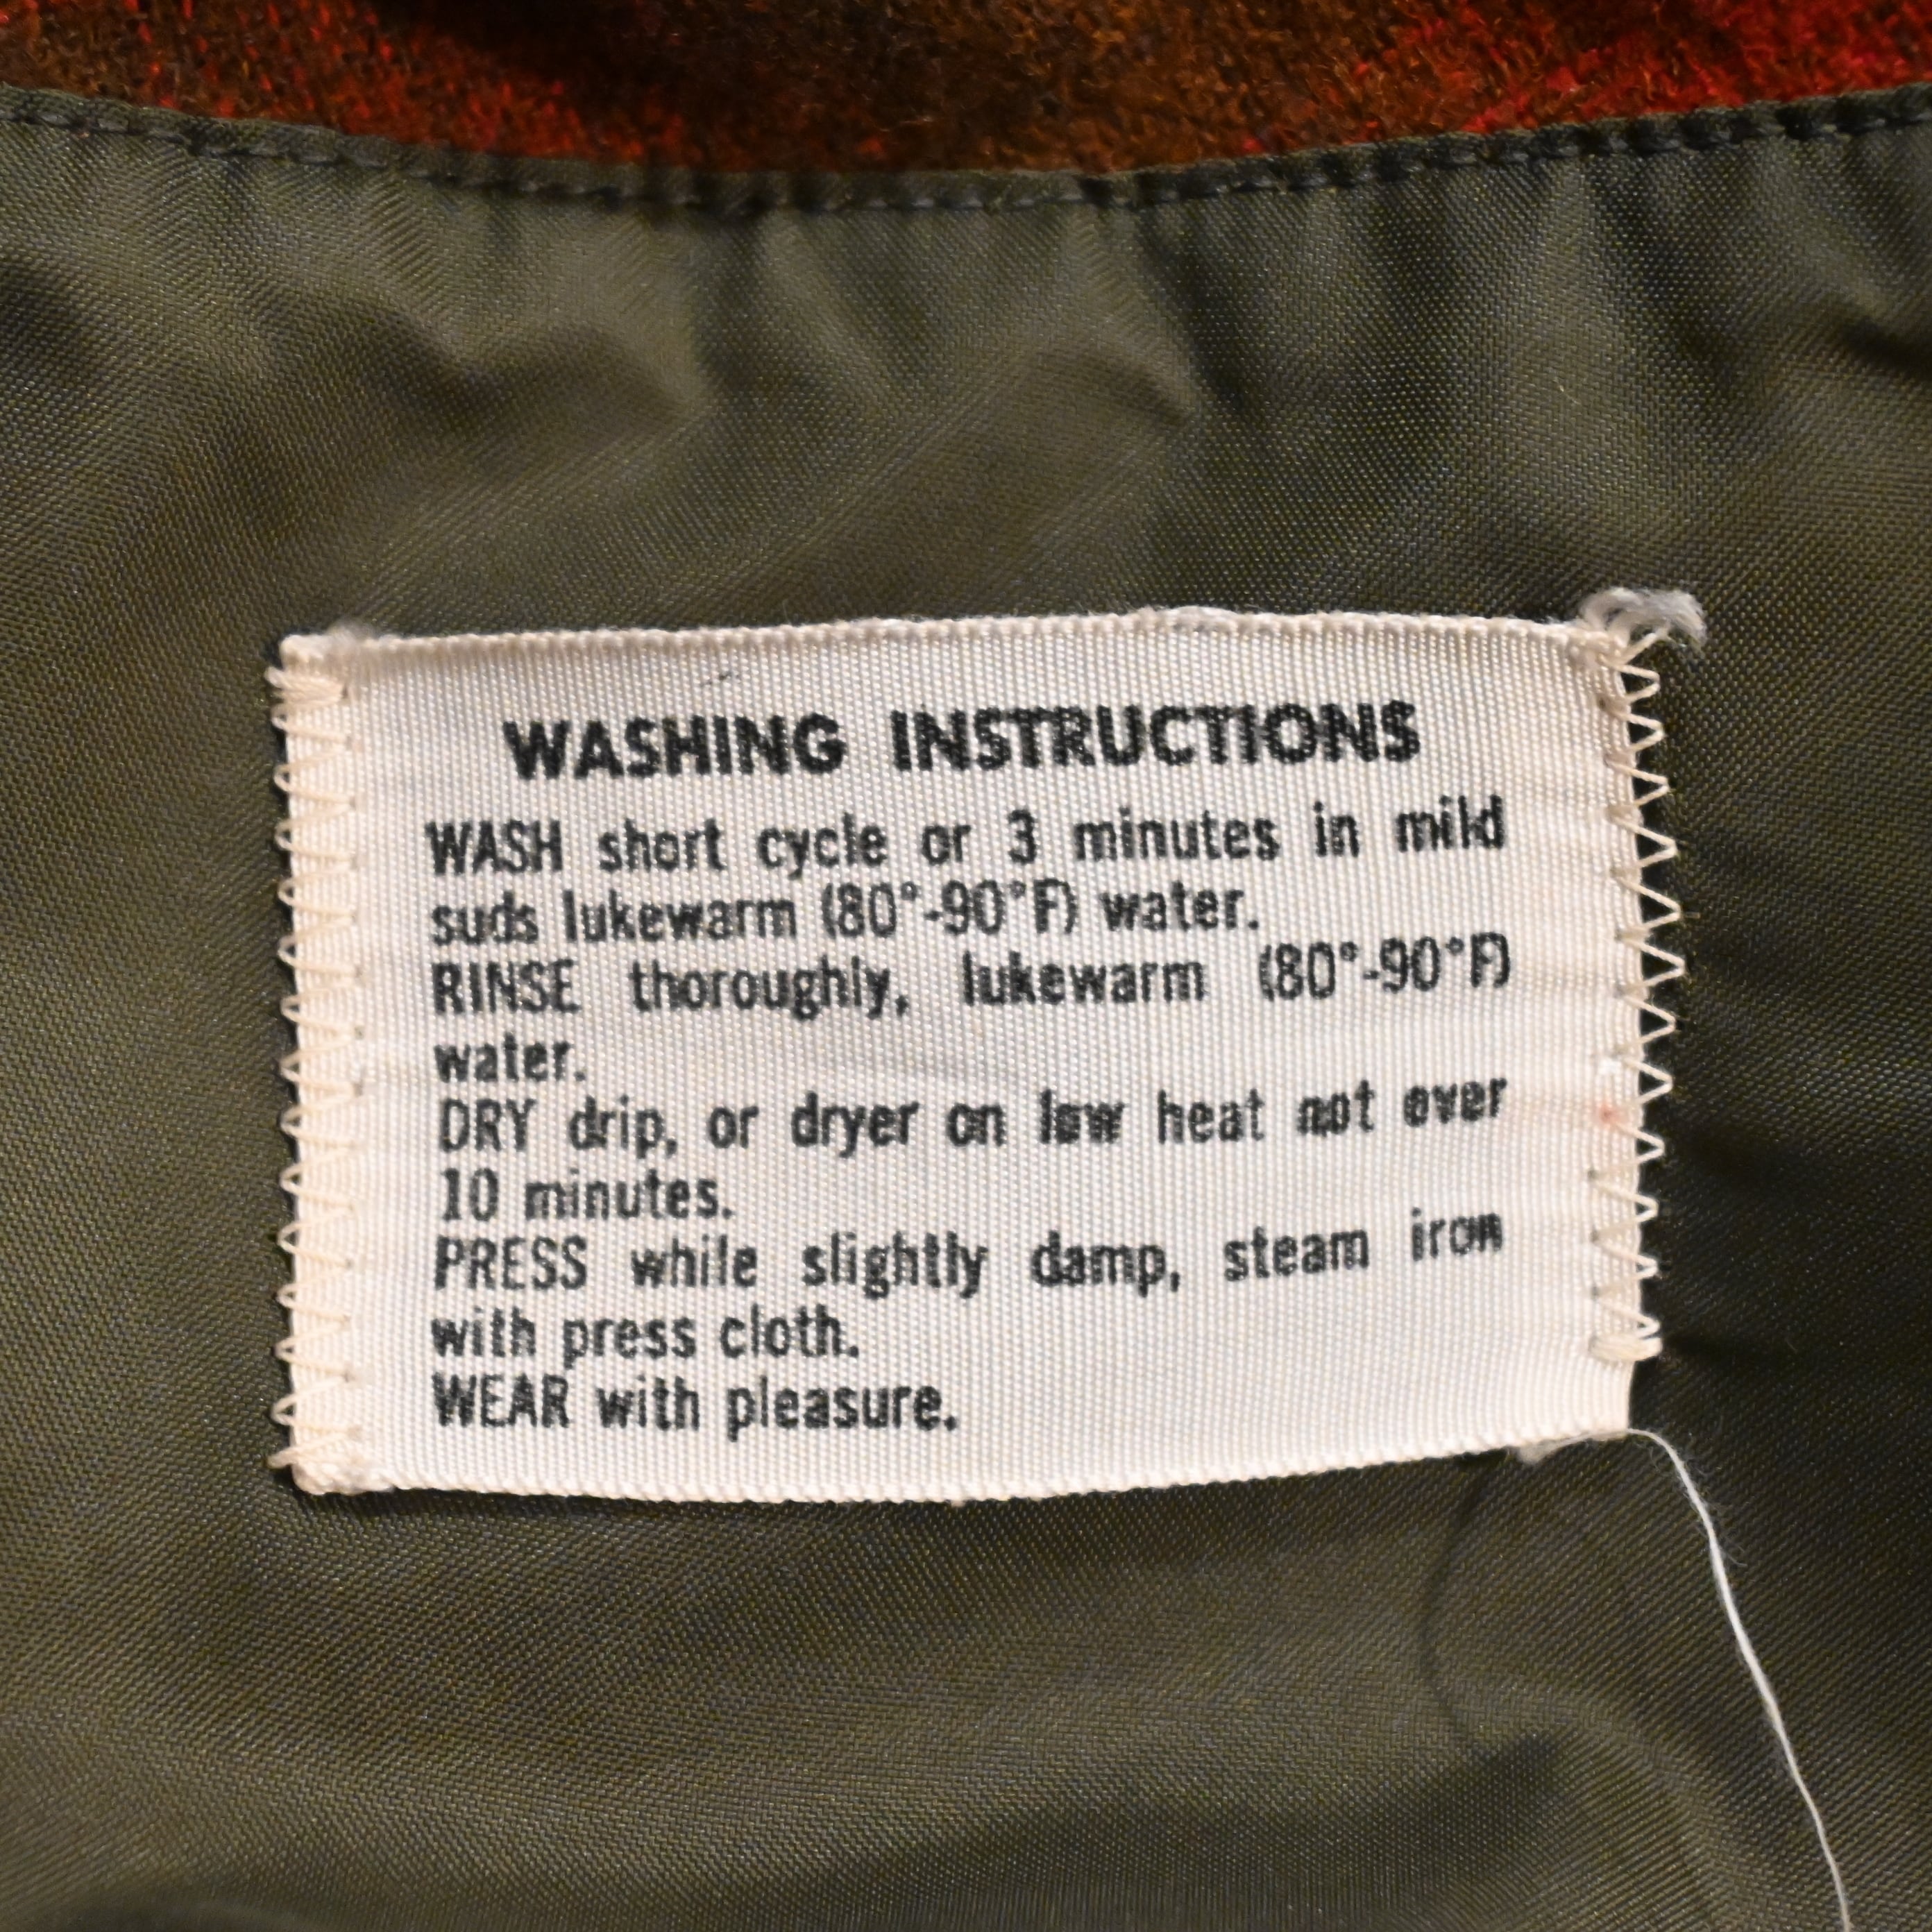 WASHING INSTRUCTIONS
WASH short cycle or 3 minutes in mild
suds lukewarm (80°-90°F) water.
RINSE thoroughly, lukewarm (80°-90°F)
water.
DRY drip, or dryer on low heat not over
10 minutes.
PRESS while slightly damp, steam iron
with press cloth.
WEAR with pleasure.